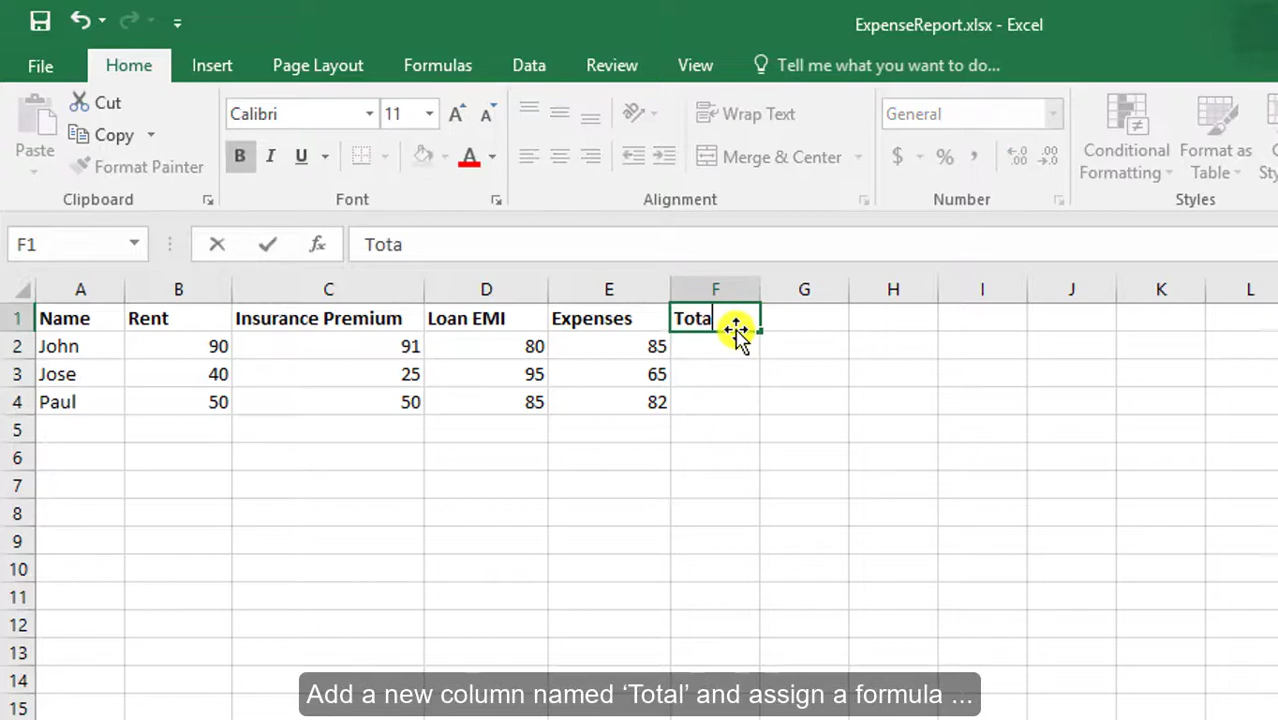 ExpenseReport.xlsx - Excel
File Home Insert Page Layout Formulas Data Review View Tell me what you want to do...
Paste
Cut
Copy
Format Painter
Clipboard
Calibri 11 A A
B I U A
Font
Wrap Text
Merge & Center
Alignment
General
$ % , .00 .0
Number
Conditional Formatting
Format as Table
Styles
F1 fx Tota
A B C D E F G H I J K L
1 Name Rent Insurance Premium Loan EMI Expenses Tota
2 John 90 91 80 85
3 Jose 40 25 95 65
4 Paul 50 50 85 82
5
6
7
8
9
10
11
12
13
14
15
Add a new column named ‘Total’ and assign a formula ...